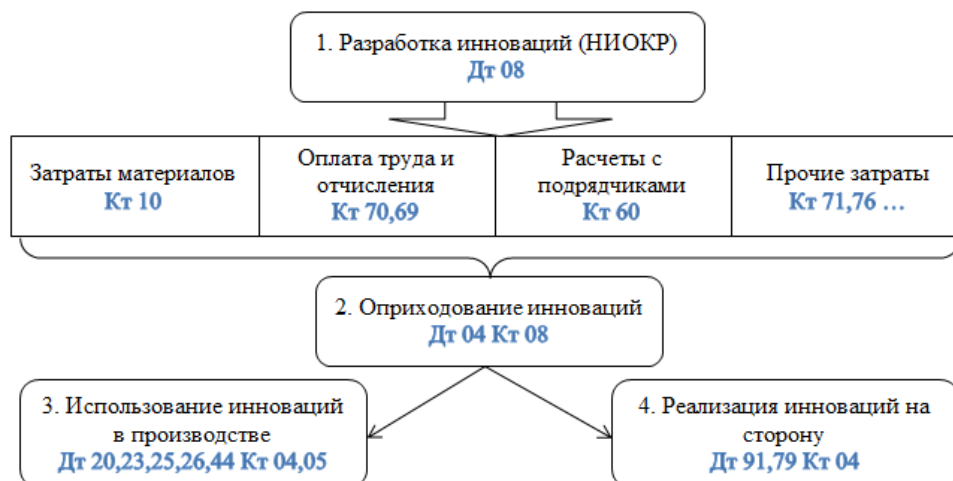 1. Разработка инноваций (НИОКР)
Дт 08
Затраты материалов
Кт 10
Оплата труда и
отчисления
Кт 70,69
Расчеты с
подрядчиками
Кт 60
Прочие затраты
Кт 71,76 ...
2. Оприходование инноваций
Дт 04 Кт 08
3. Использование инноваций
в производстве
Дт 20,23,25,26,44 Кт 04,05
4. Реализация инноваций на
сторону
Дт 91,79 Кт 04